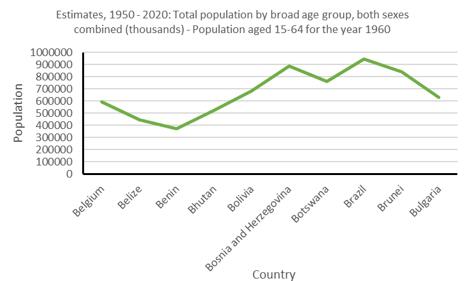 Estimates, 1950 - 2020: Total population by broad age group, both sexes
combined (thousands) - Population aged 15-64 for the year 1960
Population
1000000
900000
800000
700000
600000
500000
400000
300000
200000
100000
0
Belgium
Belize
Benin
Bhutan
Bolivia
Bosnia and Herzegovina
Botswana
Brazil
Brunei
Bulgaria
Country